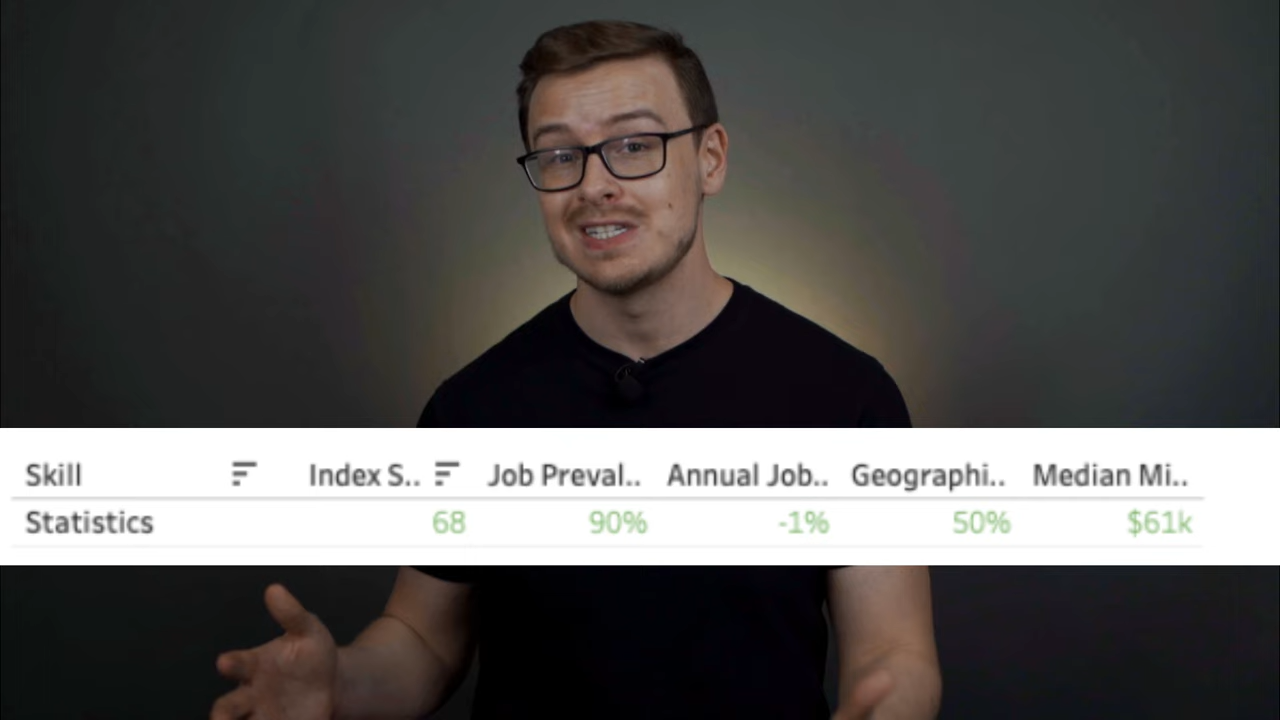 Skill Index S.. Job Preval.. Annual Job.. Geographi.. Median Mi..
Statistics 68 90% -1% 50% $61k